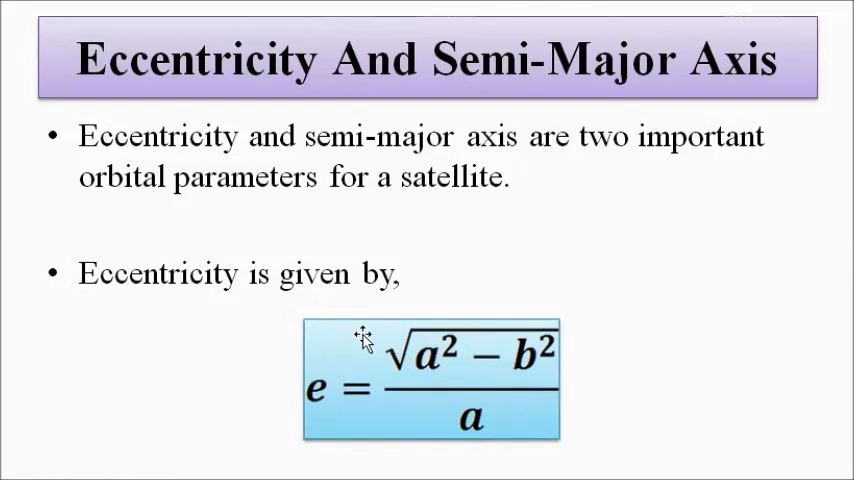 Eccentricity And Semi-Major Axis
• Eccentricity and semi-major axis are two important
orbital parameters for a satellite.
• Eccentricity is given by,
e = √(a² − b²) / a